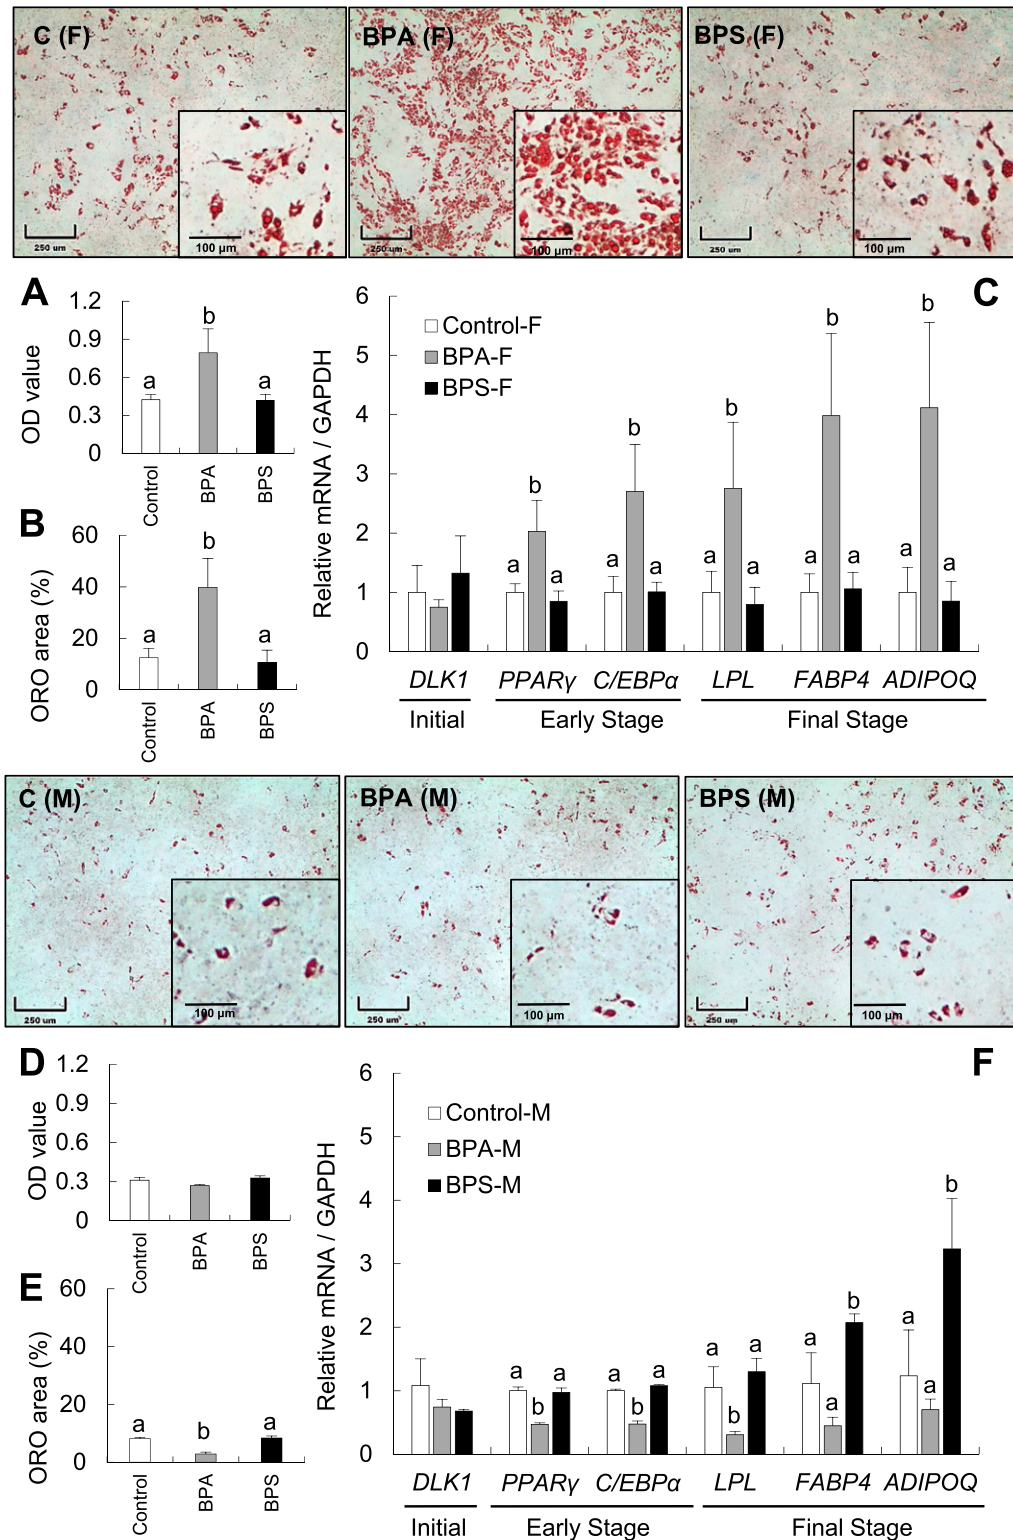 C (F)
BPA (F)
BPS (F)
250 um
100 µm
250 um
100 µm
250 um
100 µm
A
OD value
1.2
0.9
0.6
0.3
0
a
b
a
Control
BPA
BPS
B
ORO area (%)
60
40
20
0
a
b
a
Control
BPA
BPS
C
Relative mRNA / GAPDH
6
5
4
3
2
1
0
Control-F
BPA-F
BPS-F
a
b
a
a
b
a
a
b
a
a
b
a
a
b
a
DLK1
PPARγ
C/EBPα
LPL
FABP4
ADIPOQ
Initial
Early Stage
Final Stage
C (M)
BPA (M)
BPS (M)
250 um
100 µm
250 um
100 µm
250 um
100 µm
D
OD value
1.2
0.9
0.6
0.3
0
Control
BPA
BPS
E
ORO area (%)
60
40
20
0
a
b
a
Control
BPA
BPS
F
Relative mRNA / GAPDH
6
5
4
3
2
1
0
Control-M
BPA-M
BPS-M
a
b
a
a
b
a
a
b
a
a
a
b
a
a
b
DLK1
PPARγ
C/EBPα
LPL
FABP4
ADIPOQ
Initial
Early Stage
Final Stage